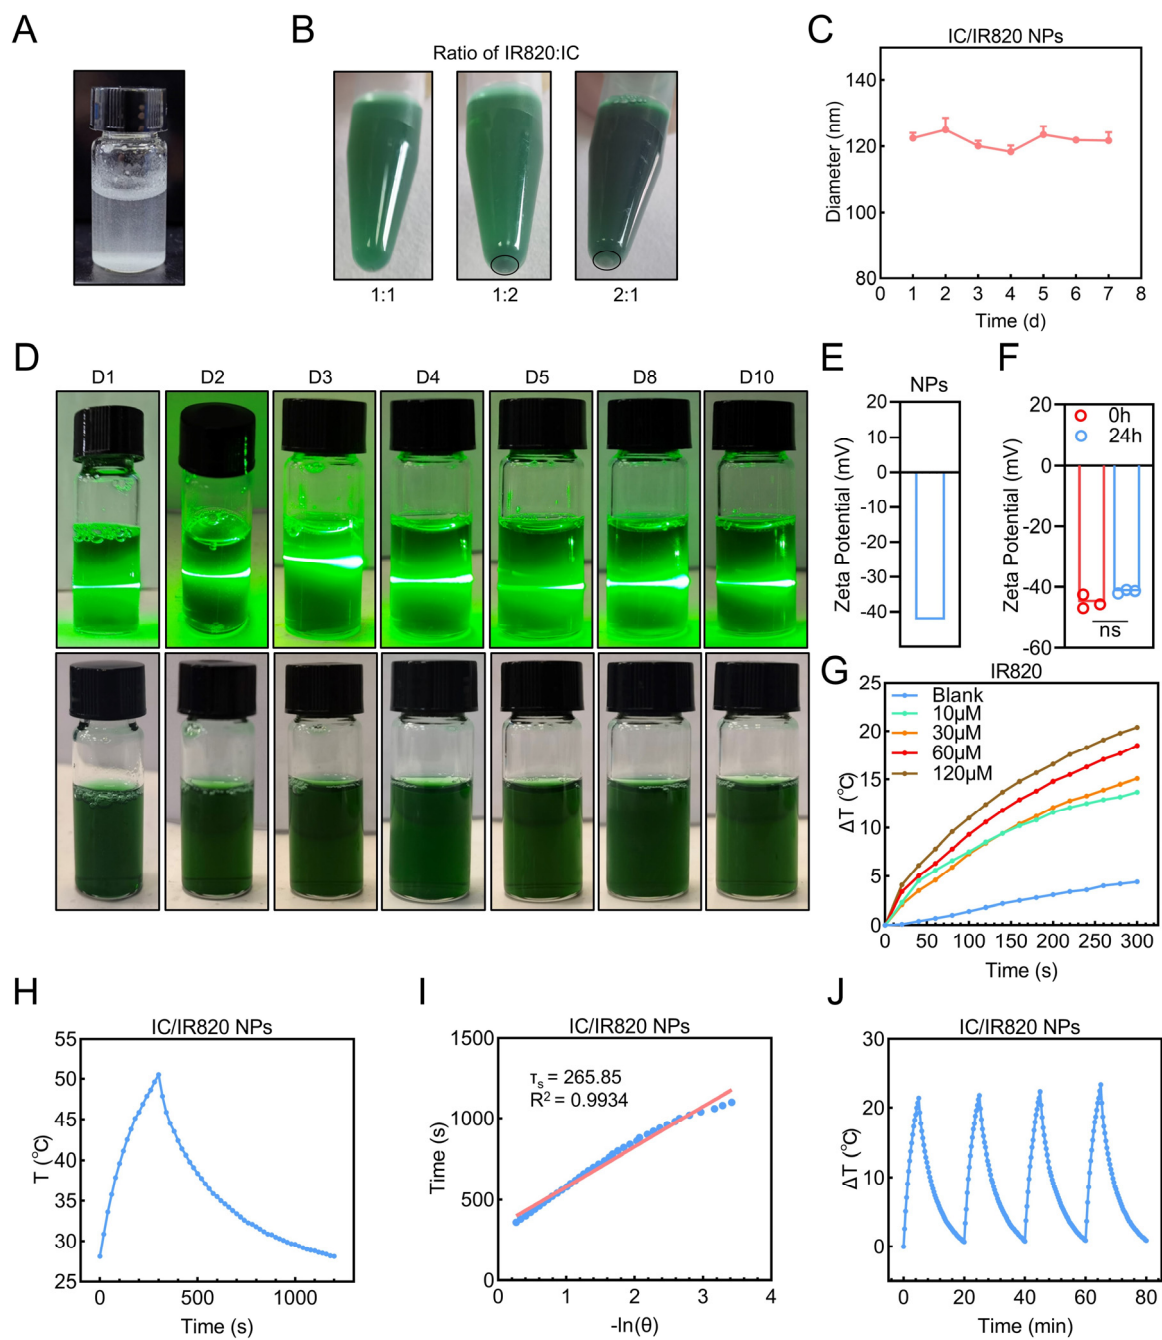 A
B
Ratio of IR820:IC
1:1
1:2
2:1
C
IC/IR820 NPs
Diameter (nm)
140
120
100
80
0 1 2 3 4 5 6 7 8
Time (d)
D
D1 D2 D3 D4 D5 D8 D10
E
NPs
Zeta Potential (mV)
20
10
0
-10
-20
-30
-40
F
Zeta Potential (mV)
20
0
-20
-40
-60
0h
24h
ns
G
IR820
ΔT (℃)
25
20
15
10
5
0
Blank
10μM
30μM
60μM
120μM
0 50 100 150 200 250 300
Time (s)
H
IC/IR820 NPs
T (℃)
55
50
45
40
35
30
25
0 500 1000
Time (s)
I
IC/IR820 NPs
Time (s)
1500
1000
500
0
τs = 265.85
R² = 0.9934
0 1 2 3 4
-ln(θ)
J
IC/IR820 NPs
ΔT (℃)
30
20
10
0
0 20 40 60 80
Time (min)